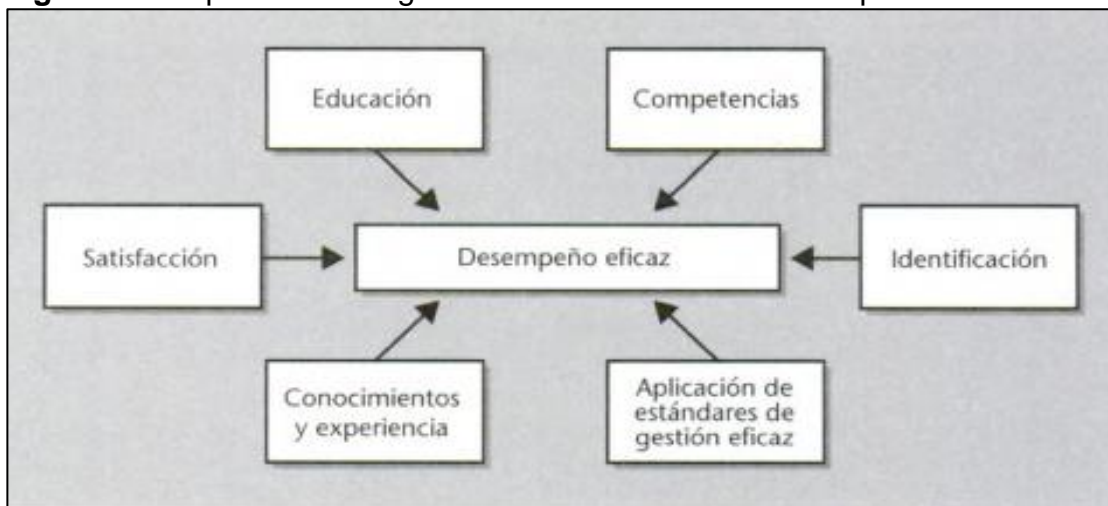 Educación
Competencias
Satisfacción
Desempeño eficaz
Identificación
Conocimientos
y experiencia
Aplicación de
estándares de
gestión eficaz